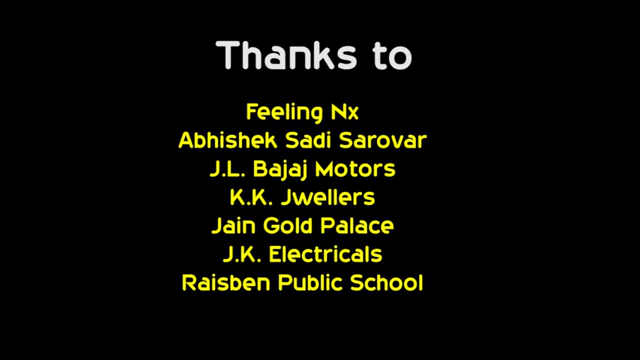 Thanks to
Feeling Nx
Abhishek Sadi Sarovar
J.L. Bajaj Motors
K.K. Jwellers
Jain Gold Palace
J.K. Electricals
Raisben Public School